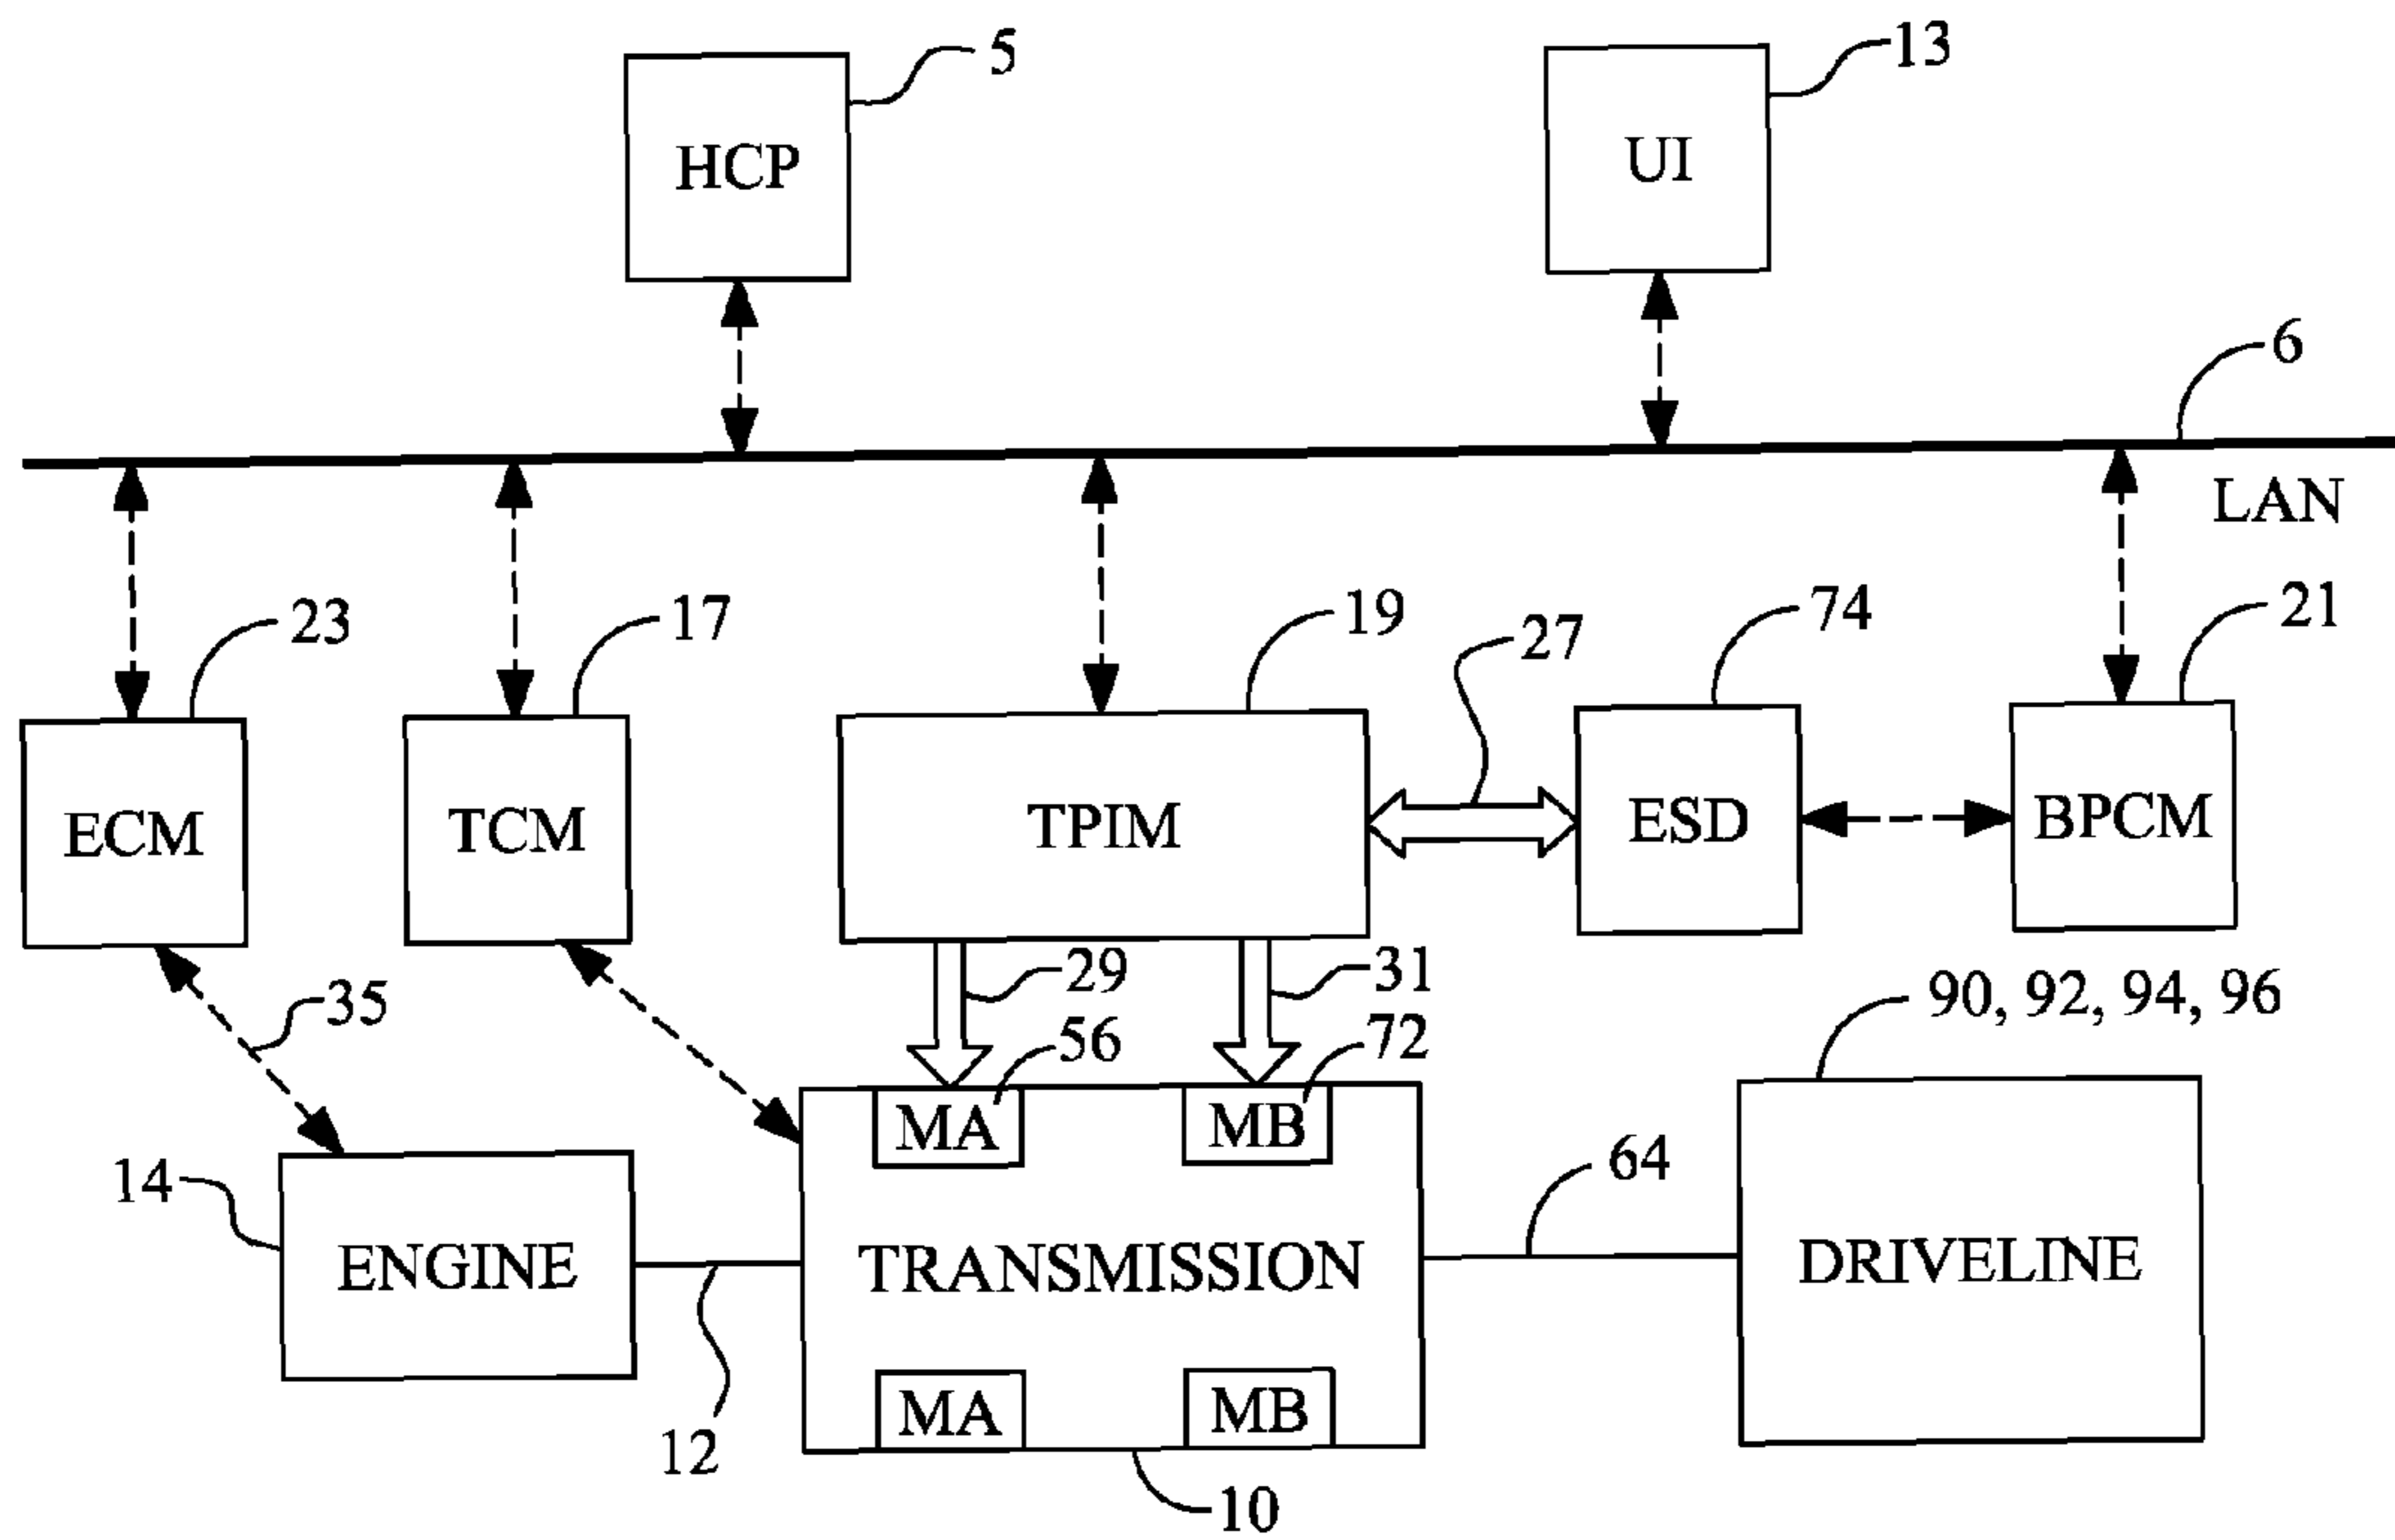 5
13
HCP
UI
6
LAN
23
17
19
27
74
21
ECM
TCM
TPIM
ESD
BPCM
35
29
31
90, 92, 94, 96
56
72
MA
MB
14
64
ENGINE
TRANSMISSION
DRIVELINE
MA
MB
12
10